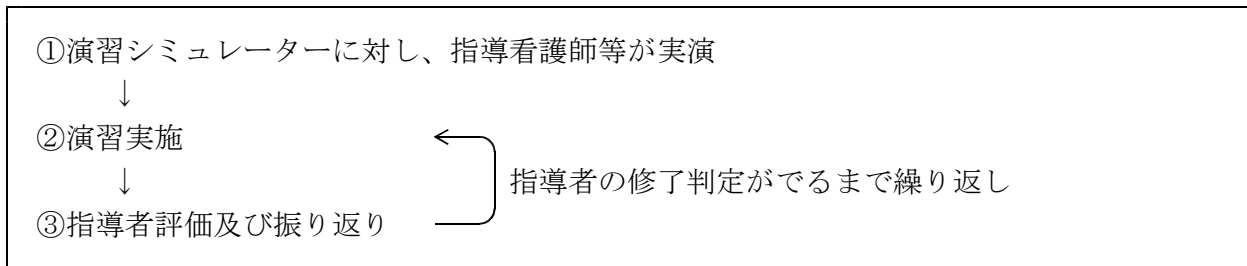 ①演習シミュレーターに対し、指導看護師等が実演
↓
②演習実施
↓
指導者の修了判定がでるまで繰り返し
③指導者評価及び振り返り